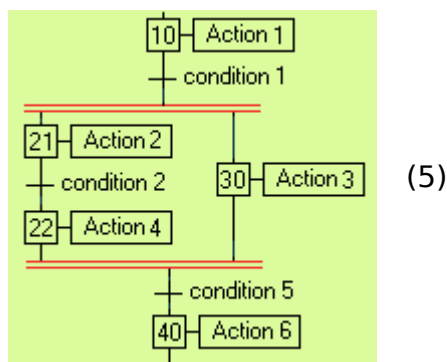 10 Action 1
condition 1
21 Action 2
condition 2
30 Action 3
(5)
22 Action 4
condition 5
40 Action 6